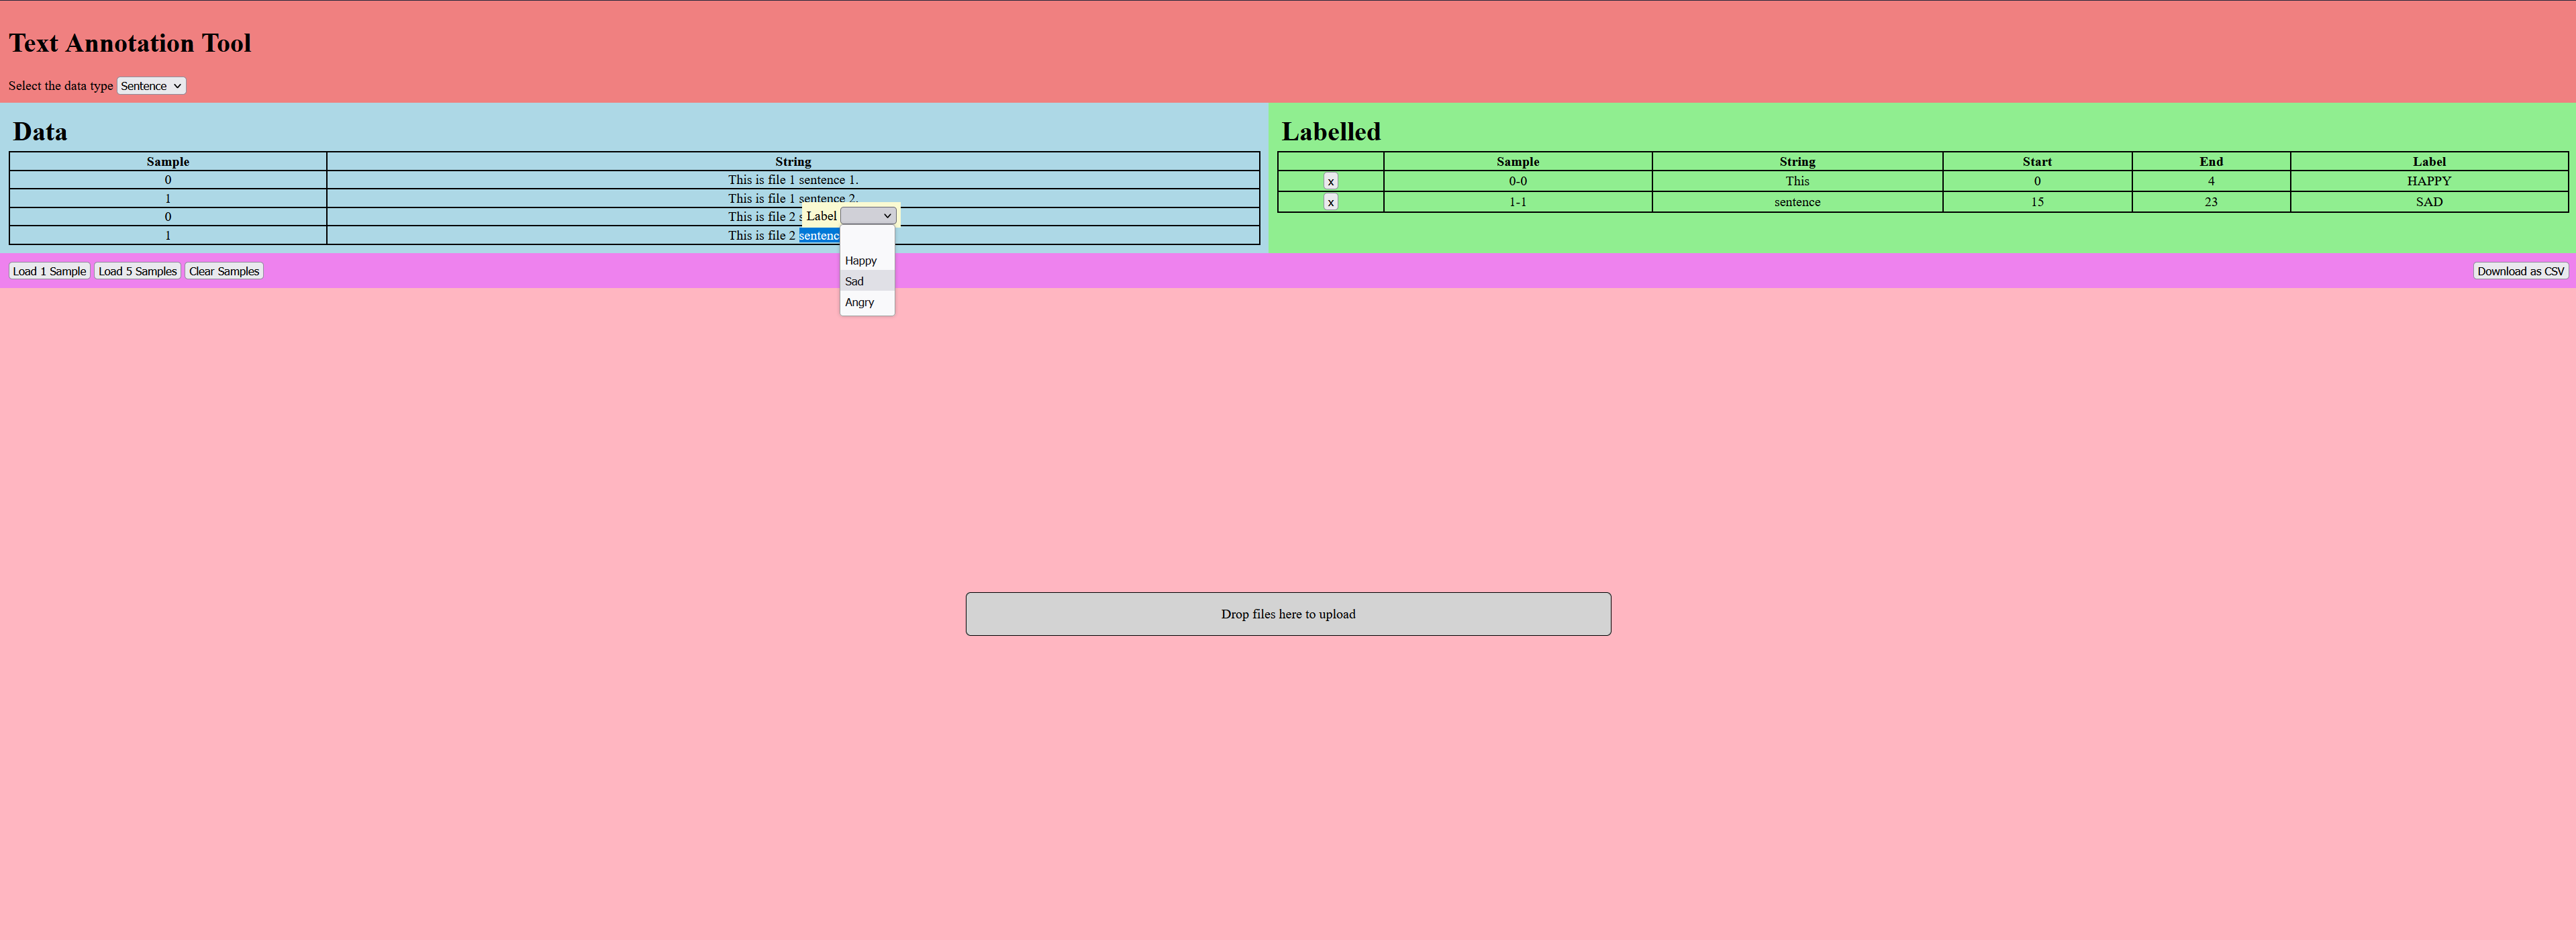 Text Annotation Tool
Select the data type Sentence
Data
Sample String
0 This is file 1 sentence 1.
1 This is file 1 sentence 2.
0 This is file 2
1 This is file 2 sentenc
Label
Happy
Sad
Angry
Labelled
Sample String Start End Label
x 0-0 This 0 4 HAPPY
x 1-1 sentence 15 23 SAD
Load 1 Sample Load 5 Samples Clear Samples
Download as CSV
Drop files here to upload